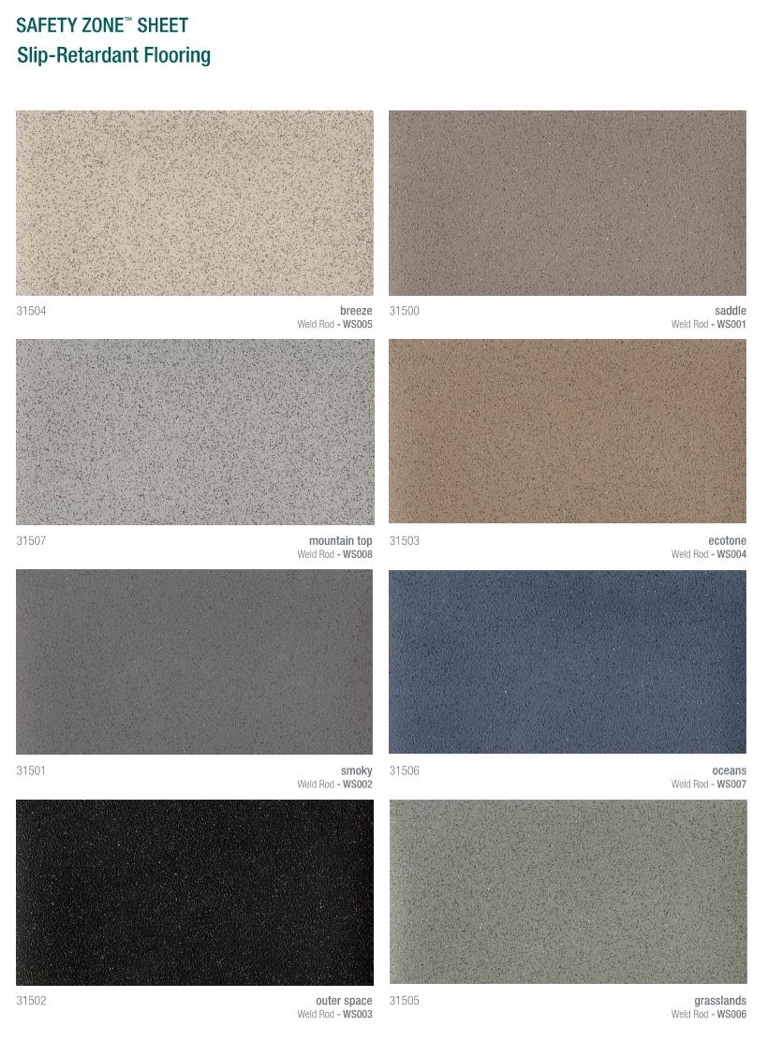 SAFETY ZONE™ SHEET
Slip-Retardant Flooring
31504 breeze
Weld Rod - WS005
31500 saddle
Weld Rod - WS001
31507 mountain top
Weld Rod - WS008
31503 ecotone
Weld Rod - WS004
31501 smoky
Weld Rod - WS002
31506 oceans
Weld Rod - WS007
31502 outer space
Weld Rod - WS003
31505 grasslands
Weld Rod - WS006